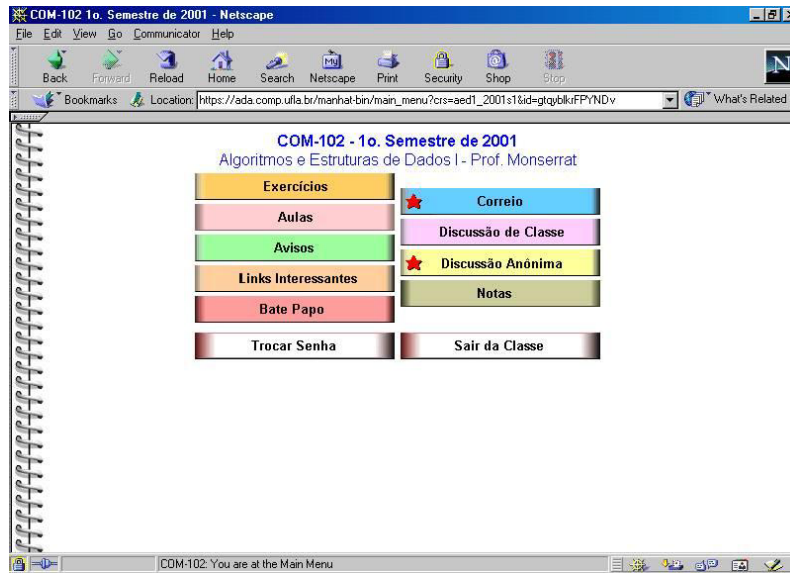 COM-102 1o. Semestre de 2001 - Netscape
File Edit View Go Communicator Help
Back Forward Reload Home Search Netscape Print Security Shop Stop
Bookmarks Location: https://ada.comp.ufla.br/manhat-bin/main_menu?crs=aed1_2001s1&id=gtqyblkrFPYNDv What's Related
COM-102 - 1o. Semestre de 2001
Algoritmos e Estruturas de Dados I - Prof. Monserrat
Exercícios
Aulas
Avisos
Links Interessantes
Bate Papo
Trocar Senha
Correio
Discussão de Classe
Discussão Anônima
Notas
Sair da Classe
COM-102: You are at the Main Menu